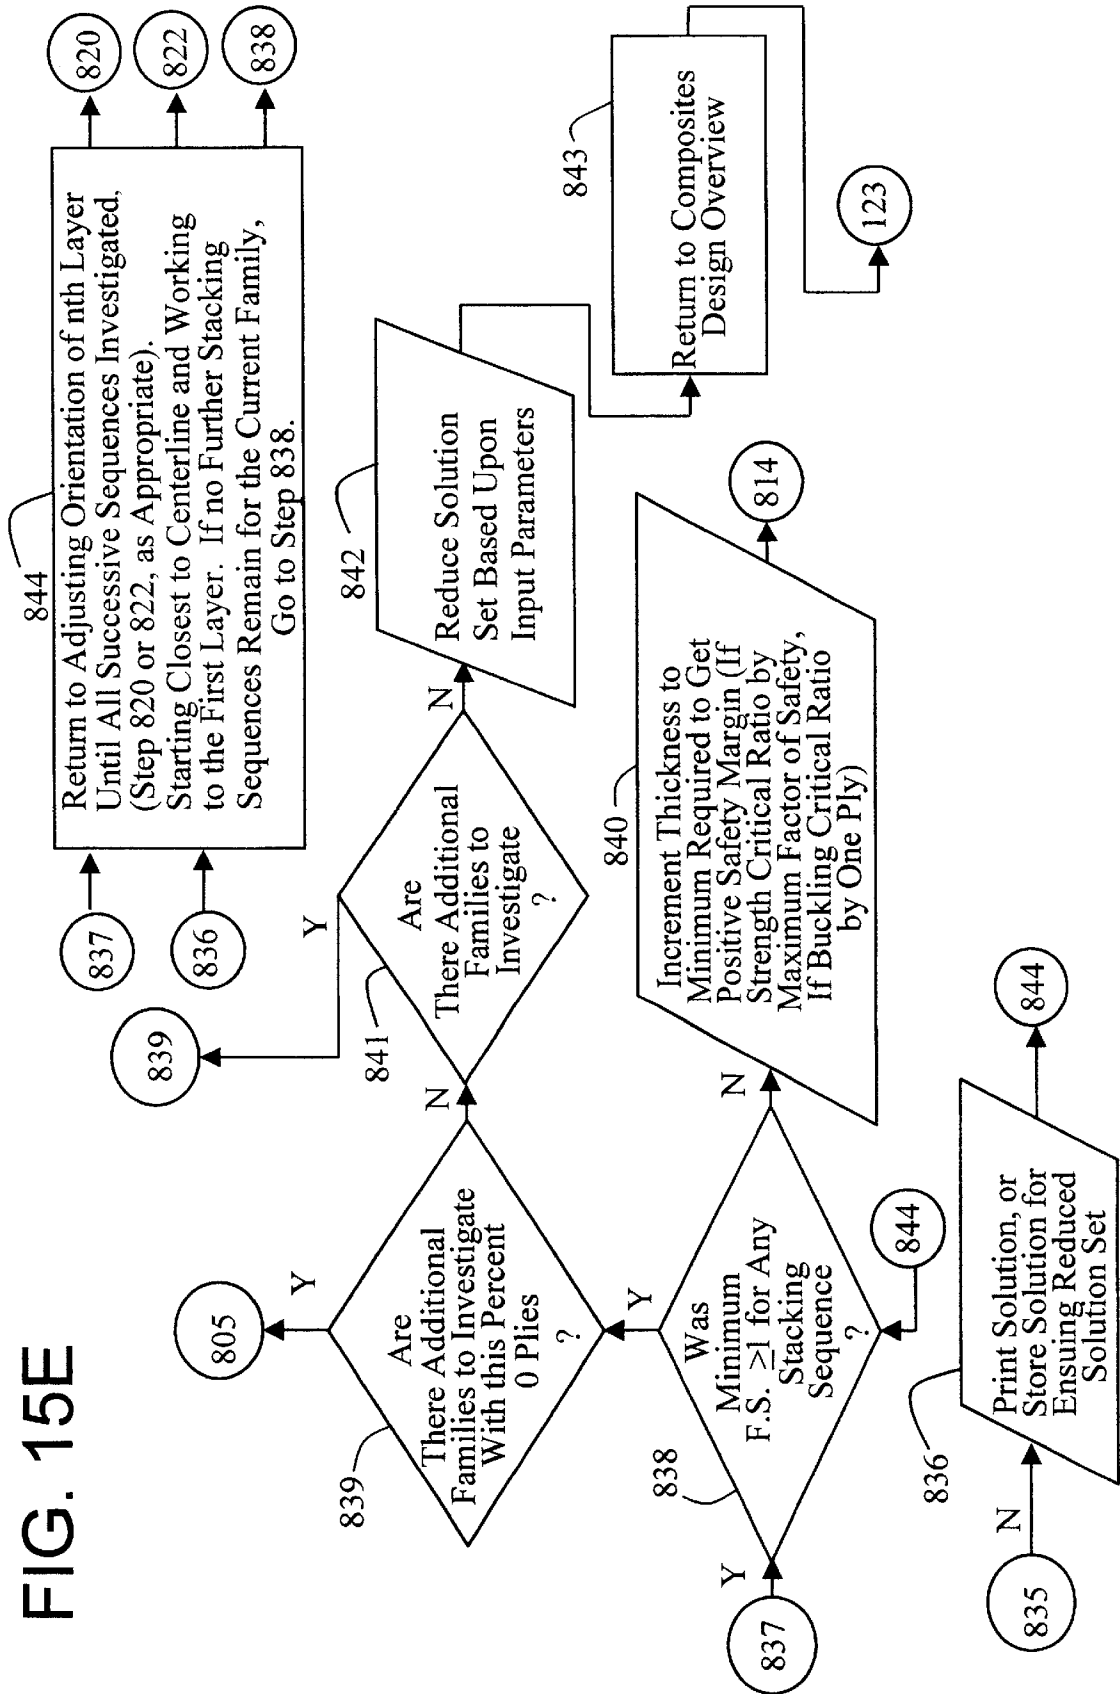 FIG. 15E
835
N
836
Print Solution, or
Store Solution for
Ensuing Reduced
Solution Set
844
837
Y
838
Was
Minimum
F.S. ≥1 for Any
Stacking
Sequence
?
844
Y
N
840
Increment Thickness to
Minimum Required to Get
Positive Safety Margin (If
Strength Critical Ratio by
Maximum Factor of Safety,
If Buckling Critical Ratio
by One Ply)
814
839
Are
There Additional
Families to Investigate
With this Percent
0 Plies
?
Y
805
N
841
Are
There Additional
Families to
Investigate
?
Y
839
N
842
Reduce Solution
Set Based Upon
Input Parameters
843
Return to Composites
Design Overview
123
837
836
844
Return to Adjusting Orientation of nth Layer
Until All Successive Sequences Investigated,
(Step 820 or 822, as Appropriate).
Starting Closest to Centerline and Working
to the First Layer. If no Further Stacking
Sequences Remain for the Current Family,
Go to Step 838.
820
822
838